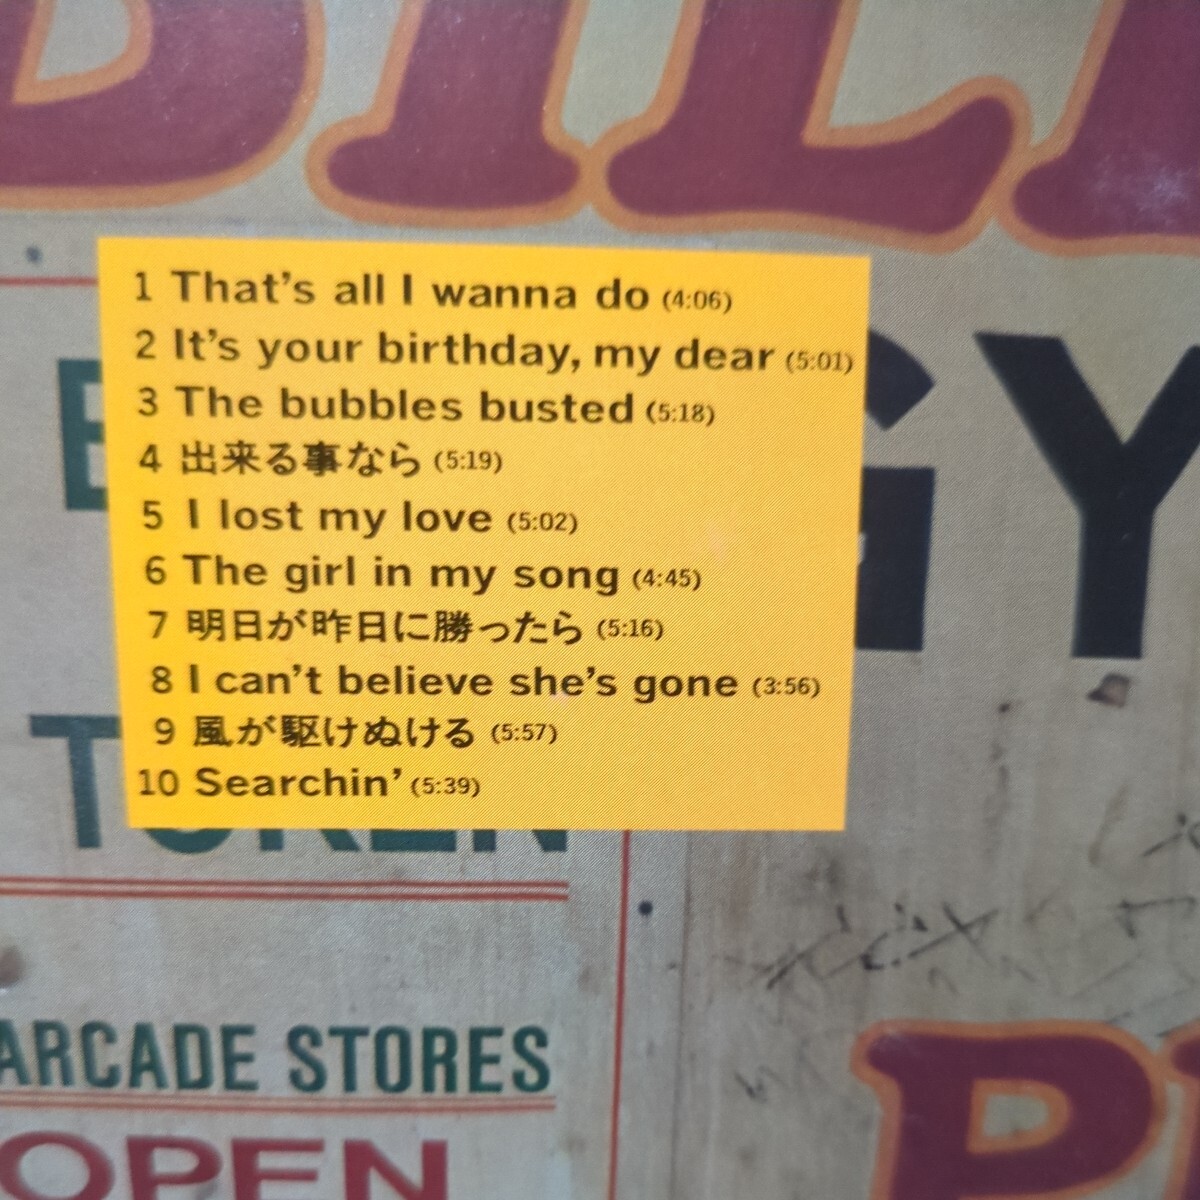 BIL
1 That's all I wanna do (4:06)
2 It's your birthday, my dear (5:01)
3 The bubbles busted (5:18)
4 出来る事なら (5:19)
5 I lost my love (5:02)
6 The girl in my song (4:45)
7 明日が昨日に勝ったら (5:16)
8 I can't believe she's gone (3:56)
9 風が駆けぬける (5:57)
10 Searchin' (5:39)
GY
TOKEN
ARCADE STORES
OPEN